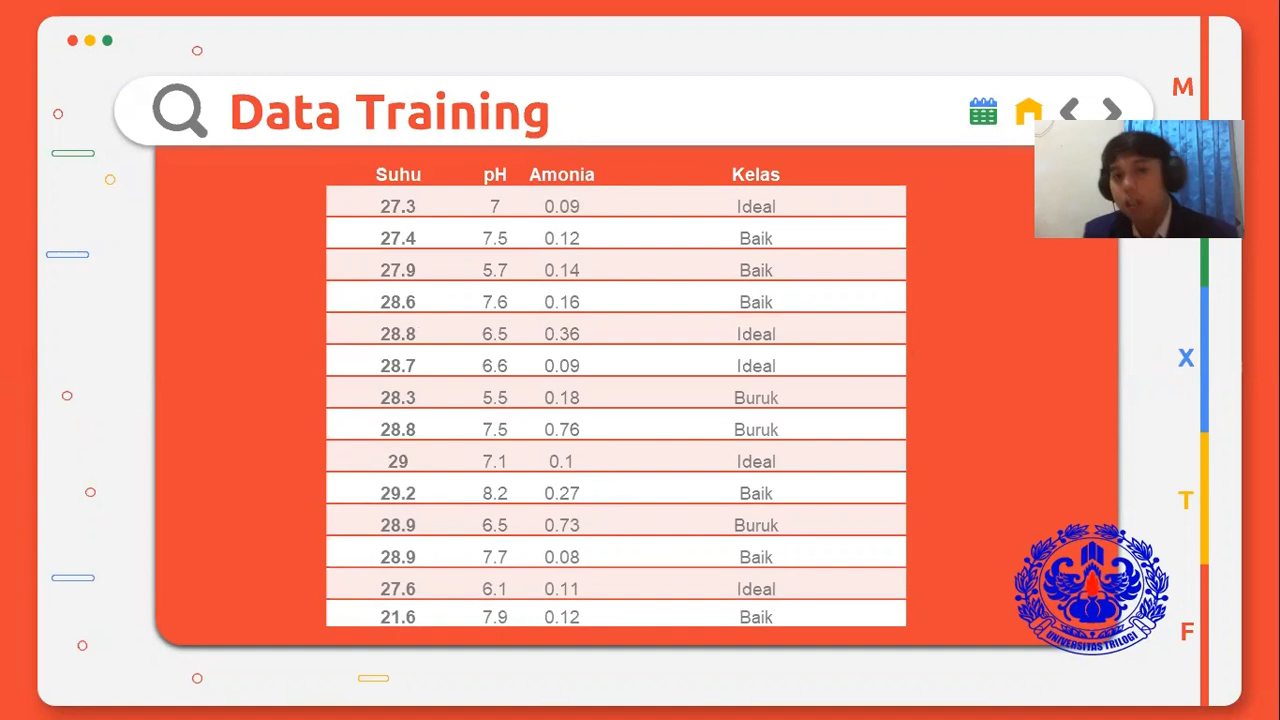 Data Training
M
Suhu pH Amonia Kelas
27.3 7 0.09 Ideal
27.4 7.5 0.12 Baik
27.9 5.7 0.14 Baik
28.6 7.6 0.16 Baik
28.8 6.5 0.36 Ideal
28.7 6.6 0.09 Ideal
28.3 5.5 0.18 Buruk
28.8 7.5 0.76 Buruk
29 7.1 0.1 Ideal
29.2 8.2 0.27 Baik
28.9 6.5 0.73 Buruk
28.9 7.7 0.08 Baik
27.6 6.1 0.11 Ideal
21.6 7.9 0.12 Baik
X
T
F
UNIVERSITAS TRILOGI